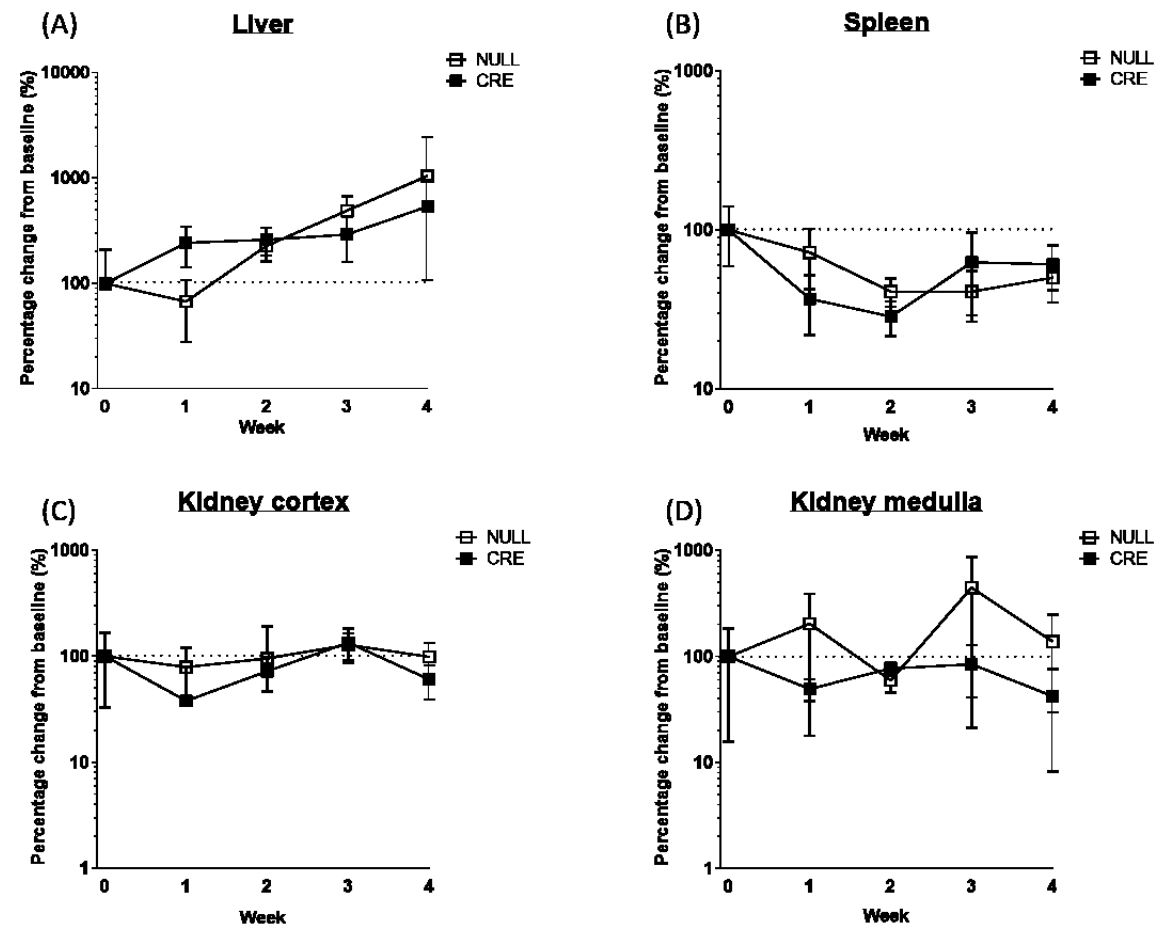 (A)
Liver
NULL
CRE
Percentage change from baseline (%)
10000
1000
100
10
0 1 2 3 4
Week
(B)
Spleen
NULL
CRE
Percentage change from baseline (%)
1000
100
10
0 1 2 3 4
Week
(C)
Kidney cortex
NULL
CRE
Percentage change from baseline (%)
1000
100
10
1
0 1 2 3 4
Week
(D)
Kidney medulla
NULL
CRE
Percentage change from baseline (%)
1000
100
10
1
0 1 2 3 4
Week